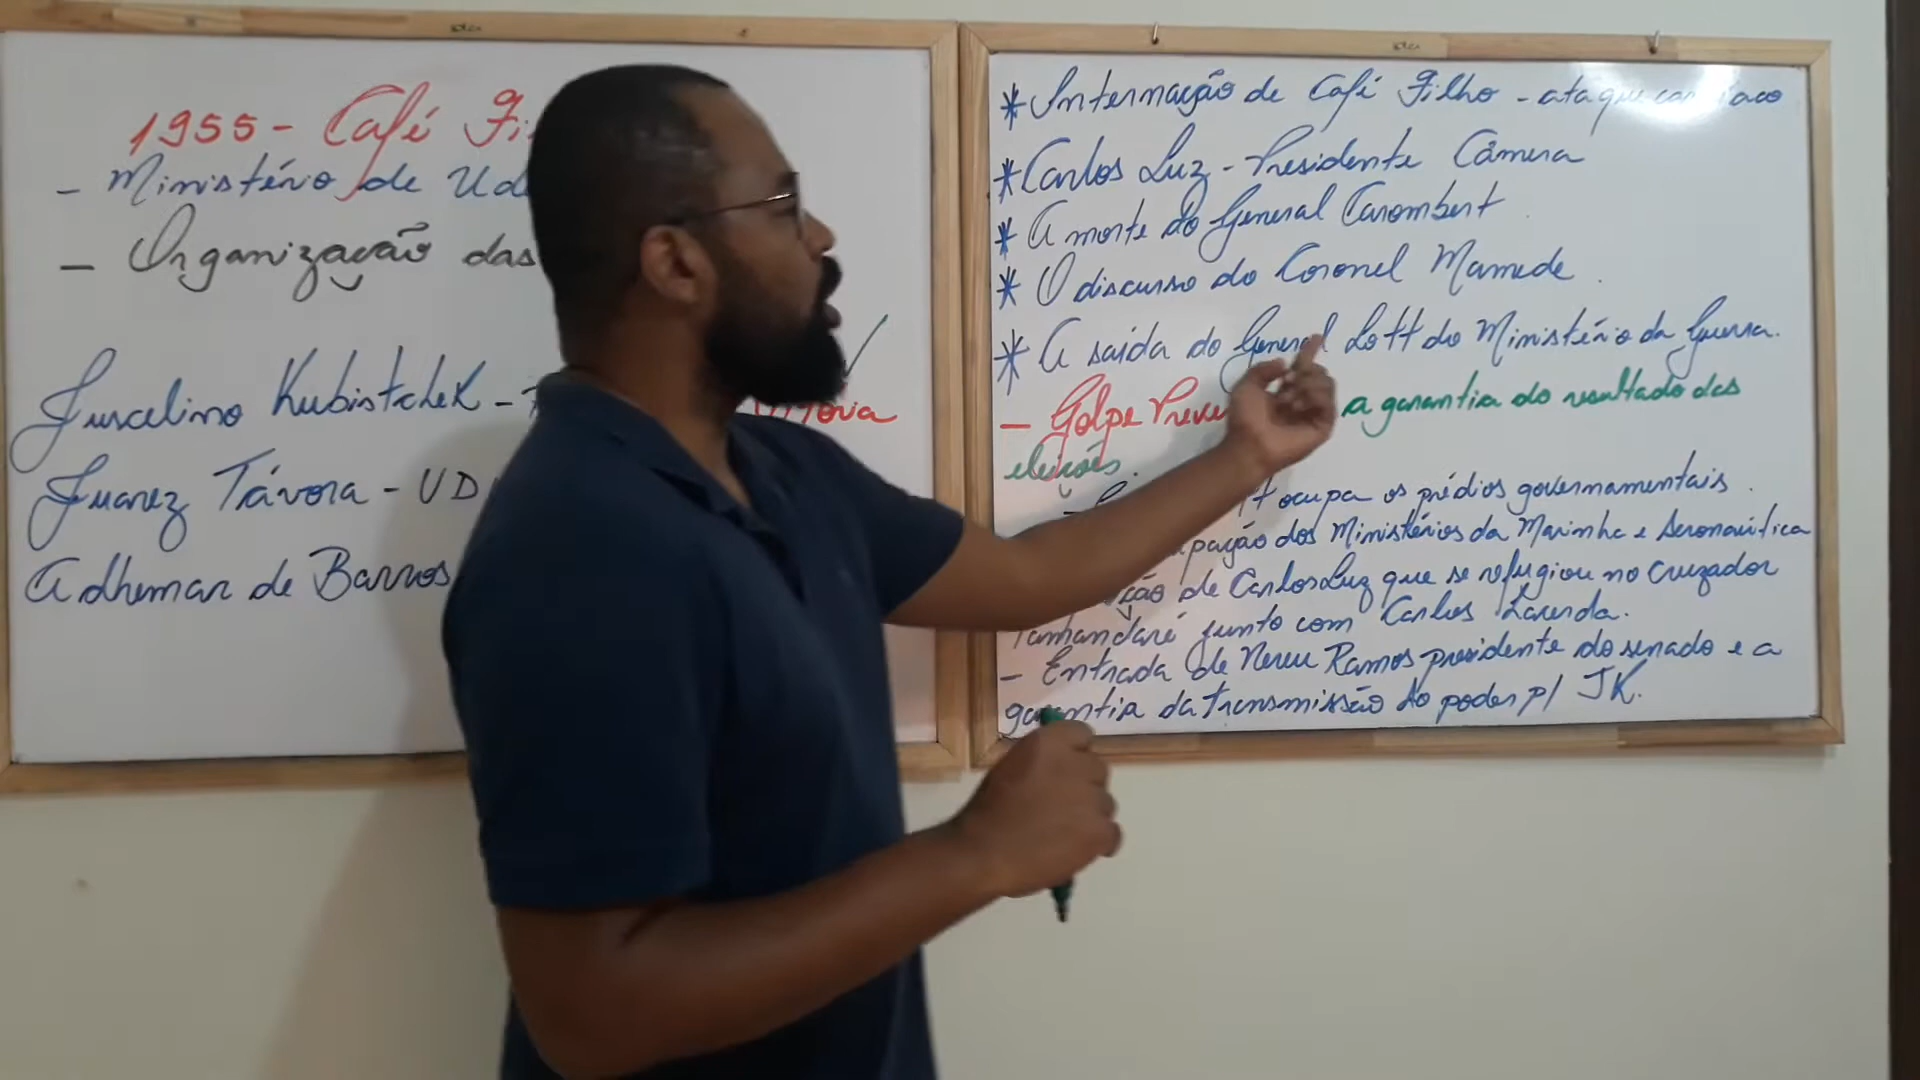 1955 - Café
- Ministério de
- Organização das
Juscelino Kubistchek -
Juarez Távora - UD
Adhemar de Barros
* Internação de Café Filho - ataque cardíaco
* Carlos Luz - Presidente Câmera
* A morte do General Carombert
* O discurso do Coronel Mamede.
* A saída do General Lott do Ministério da Guerra.
- Golpe a garantia do resultado das
eleições.
ocupa os prédios governamentais.
dos Ministérios da Marinha e Aeronaútica
de Carlos Luz que se refugiou no cruzador
Tamandaré junto com Carlos Lacerda.
- Entrada de Nereu Ramos presidente do senado e a
garantia da transmissão do poder p/ JK.